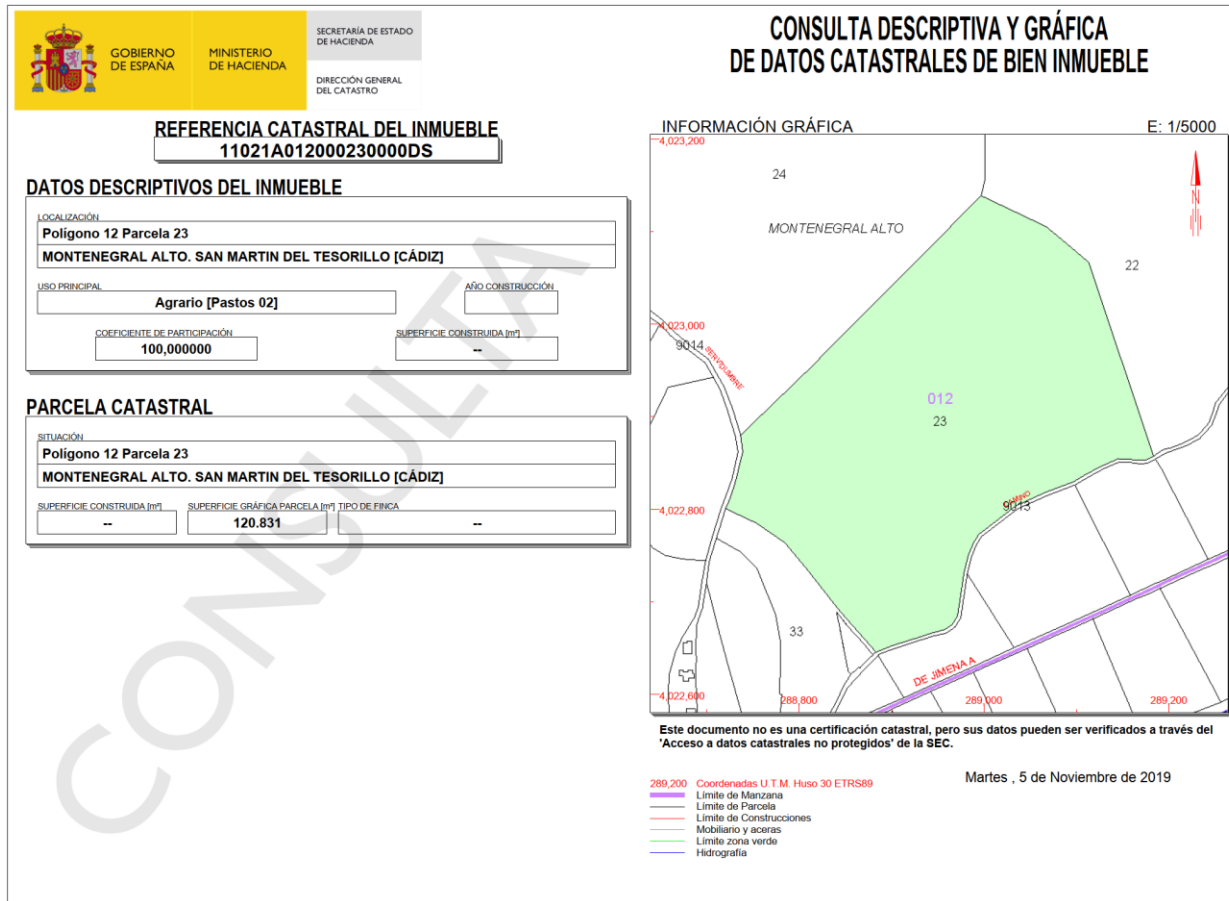 GOBIERNO
DE ESPAÑA
MINISTERIO
DE HACIENDA
SECRETARÍA DE ESTADO
DE HACIENDA
DIRECCIÓN GENERAL
DEL CATASTRO
CONSULTA DESCRIPTIVA Y GRÁFICA
DE DATOS CATASTRALES DE BIEN INMUEBLE
REFERENCIA CATASTRAL DEL INMUEBLE
11021A012000230000DS
DATOS DESCRIPTIVOS DEL INMUEBLE
LOCALIZACIÓN
Polígono 12 Parcela 23
MONTENEGRAL ALTO. SAN MARTIN DEL TESORILLO [CÁDIZ]
USO PRINCIPAL
Agrario [Pastos 02]
AÑO CONSTRUCCIÓN
COEFICIENTE DE PARTICIPACIÓN
100,000000
SUPERFICIE CONSTRUIDA [m²]
--
PARCELA CATASTRAL
SITUACIÓN
Polígono 12 Parcela 23
MONTENEGRAL ALTO. SAN MARTIN DEL TESORILLO [CÁDIZ]
SUPERFICIE CONSTRUIDA [m²]
--
SUPERFICIE GRÁFICA PARCELA [m²]
120.831
TIPO DE FINCA
--
CONSULTA
INFORMACIÓN GRÁFICA E: 1/5000
4,023,200
24
N
MONTENEGRAL ALTO
22
4,023,000
9014
SERVIDUMBRE
012
23
4,022,800
CAMINO
9013
33
DE JIMENA A
4,022,600
288,800
289,000
289,200
Este documento no es una certificación catastral, pero sus datos pueden ser verificados a través del
'Acceso a datos catastrales no protegidos' de la SEC.
Martes , 5 de Noviembre de 2019
289,200 Coordenadas U.T.M. Huso 30 ETRS89
Límite de Manzana
Límite de Parcela
Límite de Construcciones
Mobiliario y aceras
Límite zona verde
Hidrografía